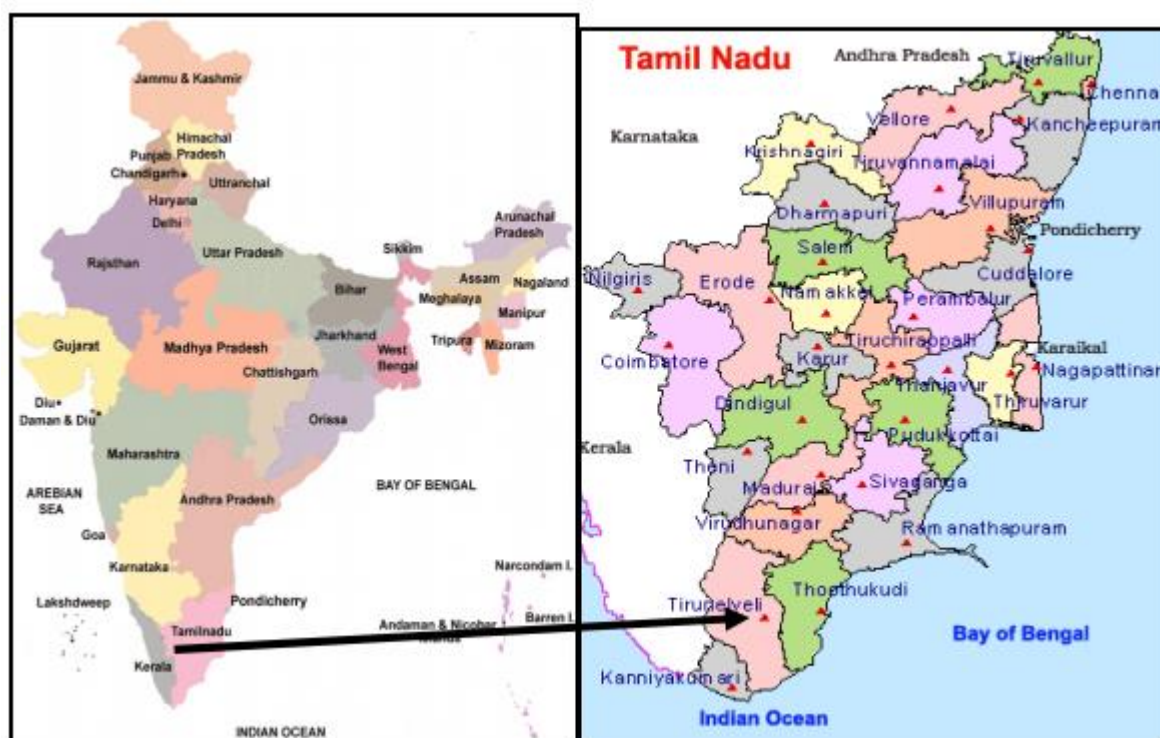 Jammu & Kashmir
Himachal
Pradesh
Punjab
Chandigarh
Uttranchal
Haryana
Delhi
Arunachal
Pradesh
Sikkim
Rajsthan
Uttar Pradesh
Assam
Nagaland
Bihar
Meghalaya
Manipur
Jharkhand
Gujarat
Madhya Pradesh
West
Bengal
Tripura
Mizoram
Chattishgarh
Diu
Daman & Diu
Orissa
Maharashtra
BAY OF BENGAL
AREBIAN
SEA
Andhra Pradesh
Goa
Karnataka
Narcondam I.
Lakshdweep
Pondicherry
Barren I.
Andaman & Nicobar
Tamilnadu
Kerala
INDIAN OCEAN
Tamil Nadu
Andhra Pradesh
Tiruvallur
Chenna
Vellore
Kancheepuram
Karnataka
Krishnagiri
Tiruvannamalai
Dharmapuri
Villupuram
Pondicherry
Salem
Cuddalore
Nilgiris
Erode
Namakkal
Perambalur
Tiruchirappalli
Karaikal
Coimbatore
Karur
Nagapattinan
Thanjavur
Thiruvarur
Dindigul
Pudukkottai
Kerala
Theni
Madurai
Sivaganga
Virudhunagar
Ramanathapuram
Thoothukudi
Tirunelveli
Bay of Bengal
Kanniyakumari
Indian Ocean